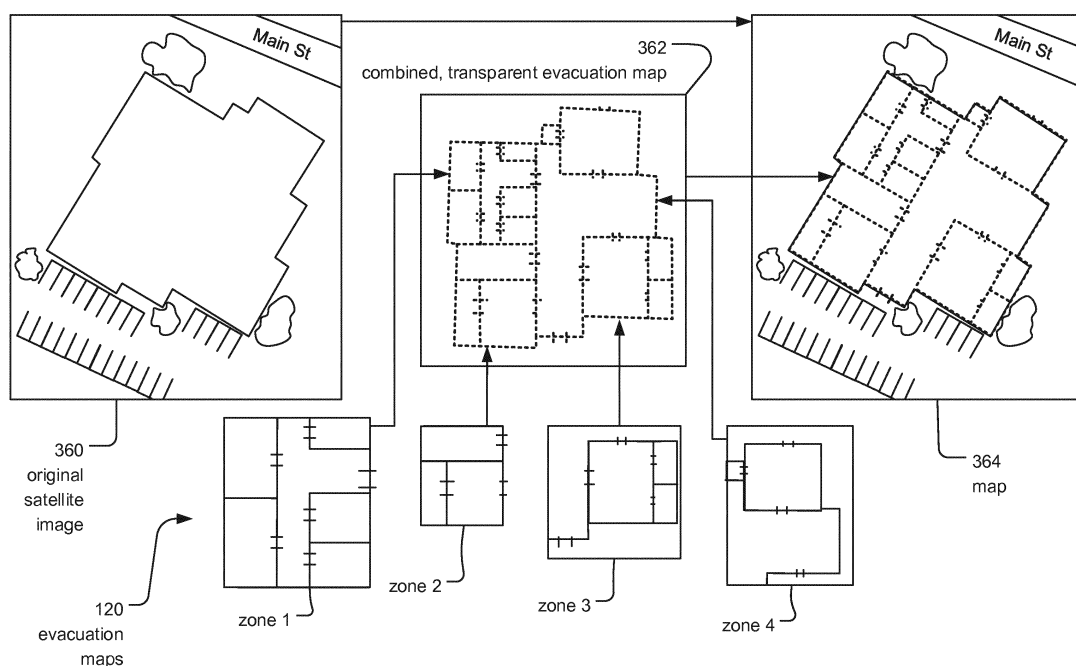 Main St
362
combined, transparent evacuation map
Main St
360
original
satellite
image
120
evacuation
maps
zone 1
zone 2
zone 3
zone 4
364
map